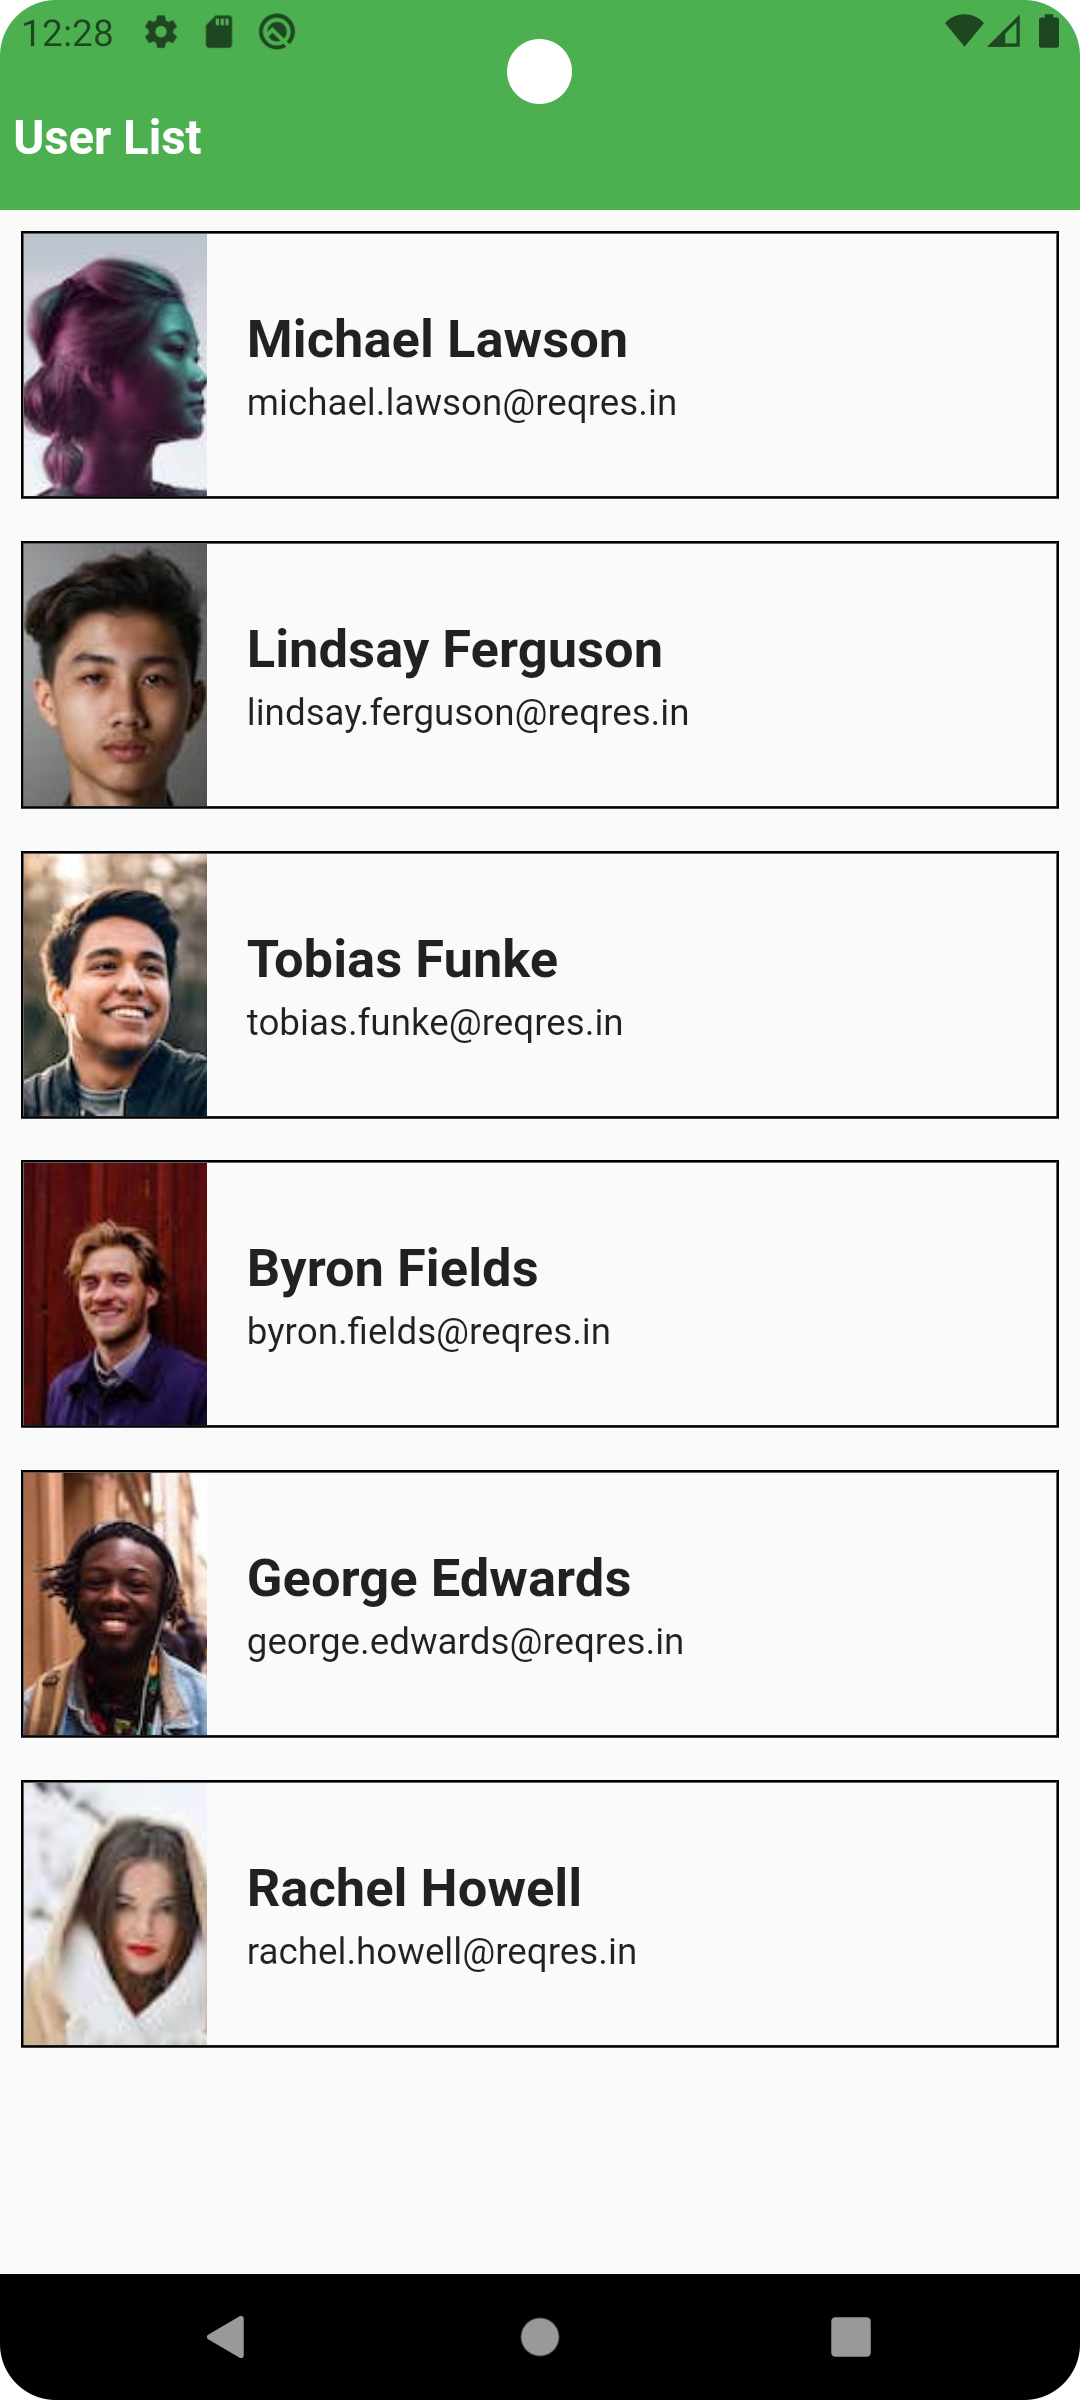 12:28
User List
Michael Lawson
michael.lawson@reqres.in
Lindsay Ferguson
lindsay.ferguson@reqres.in
Tobias Funke
tobias.funke@reqres.in
Byron Fields
byron.fields@reqres.in
George Edwards
george.edwards@reqres.in
Rachel Howell
rachel.howell@reqres.in